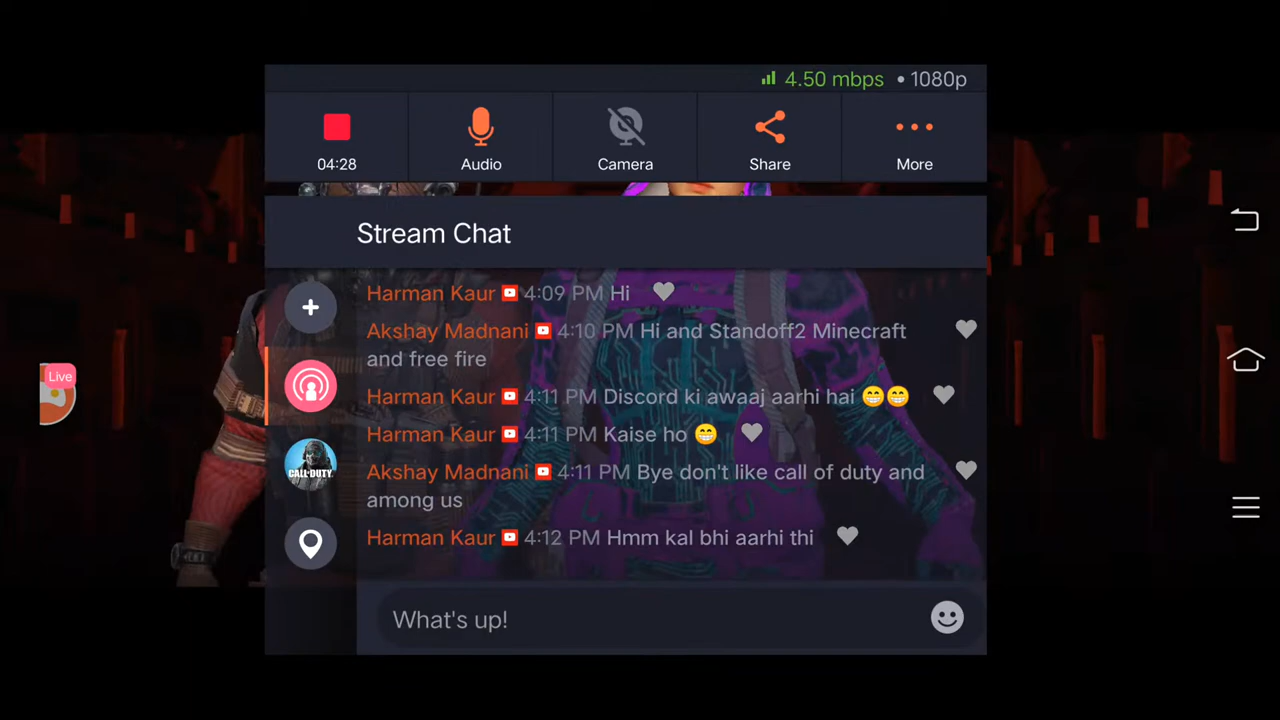 4.50 mbps • 1080p
04:28
Audio
Camera
Share
More
Stream Chat
Harman Kaur 4:09 PM Hi
Akshay Madnani 4:10 PM Hi and Standoff2 Minecraft
and free fire
Harman Kaur 4:11 PM Discord ki awaaj aarhi hai 😁😁
Harman Kaur 4:11 PM Kaise ho 😁
Akshay Madnani 4:11 PM Bye don't like call of duty and
among us
Harman Kaur 4:12 PM Hmm kal bhi aarhi thi
Live
CALL OF DUTY
What's up!